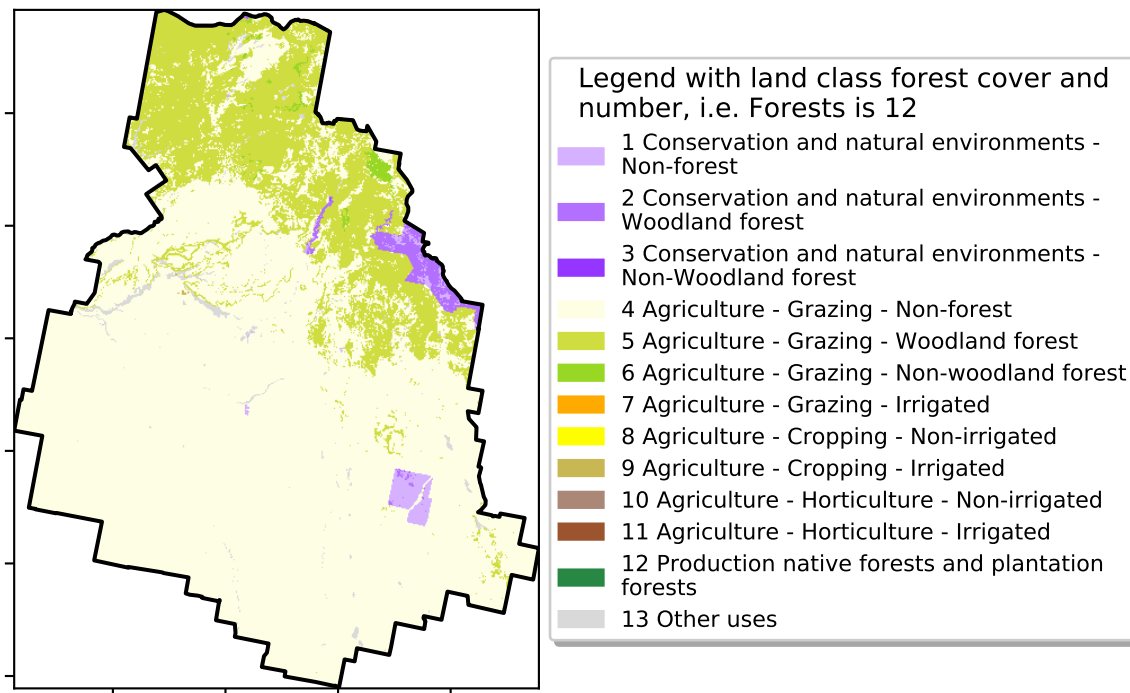 Legend with land class forest cover and
number, i.e. Forests is 12
1 Conservation and natural environments -
Non-forest
2 Conservation and natural environments -
Woodland forest
3 Conservation and natural environments -
Non-Woodland forest
4 Agriculture - Grazing - Non-forest
5 Agriculture - Grazing - Woodland forest
6 Agriculture - Grazing - Non-woodland forest
7 Agriculture - Grazing - Irrigated
8 Agriculture - Cropping - Non-irrigated
9 Agriculture - Cropping - Irrigated
10 Agriculture - Horticulture - Non-irrigated
11 Agriculture - Horticulture - Irrigated
12 Production native forests and plantation
forests
13 Other uses